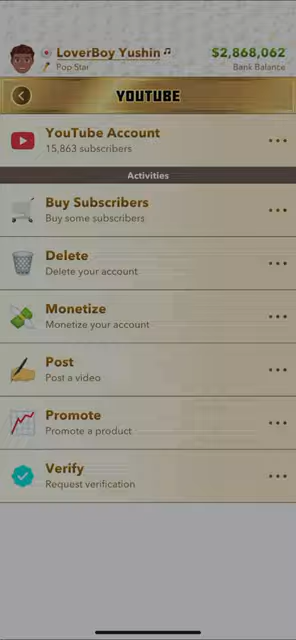 LoverBoy Yushin
$2,868,062
Pop Star
Bank Balance
YOUTUBE
YouTube Account
15,863 subscribers
Activities
Buy Subscribers
Buy some subscribers
Delete
Delete your account
Monetize
Monetize your account
Post
Post a video
Promote
Promote a product
Verify
Request verification